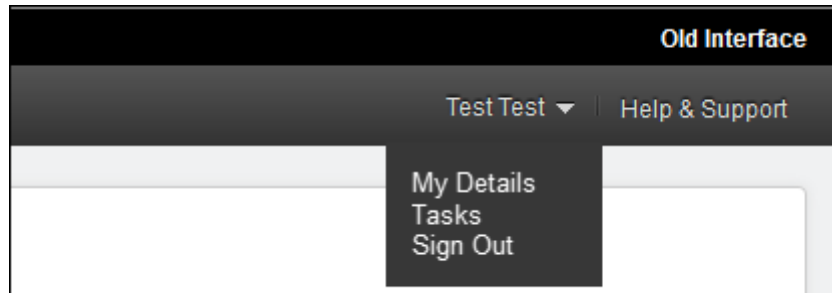 Old Interface
Test Test Help & Support
My Details
Tasks
Sign Out